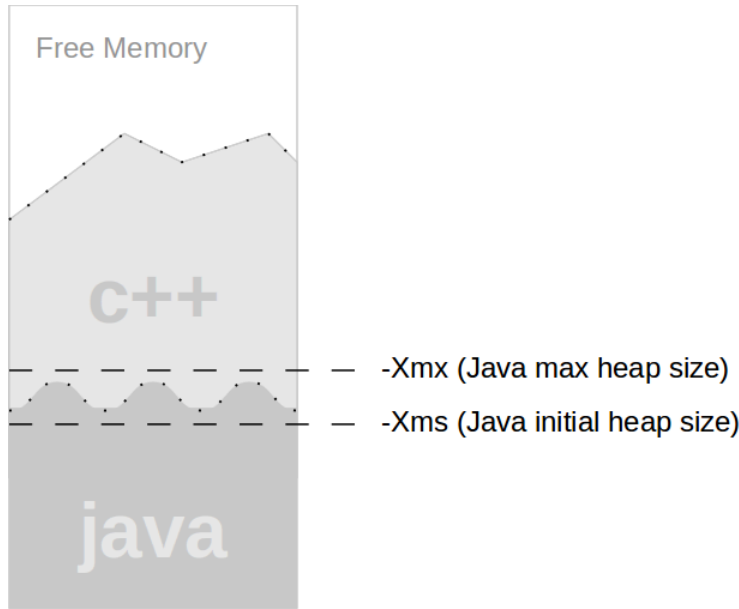 Free Memory
c++
-Xmx (Java max heap size)
-Xms (Java initial heap size)
java